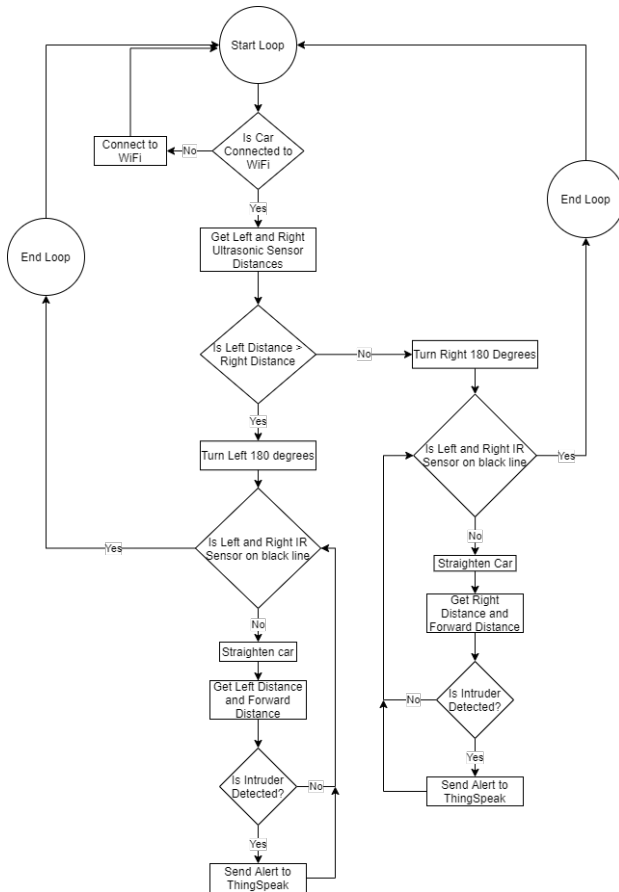 Start Loop
Is Car
Connected to
WiFi
No
Connect to
WiFi
Yes
Get Left and Right
Ultrasonic Sensor
Distances
End Loop
End Loop
Is Left Distance >
Right Distance
No
Turn Right 180 Degrees
Yes
Turn Left 180 degrees
Is Left and Right IR
Sensor on black line
Yes
No
Straighten Car
Get Right
Distance and
Forward Distance
Is Intruder
Detected?
No
Yes
Send Alert to
ThingSpeak
Is Left and Right IR
Sensor on black line
Yes
No
Straighten car
Get Left Distance
and Forward
Distance
Is Intruder
Detected?
No
Yes
Send Alert to
ThingSpeak